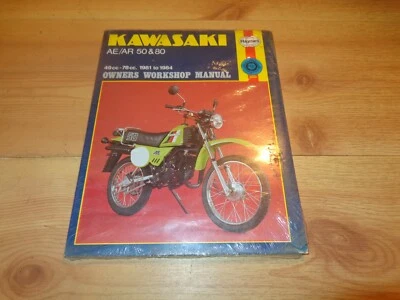 KAWASAKI
Haynes
AE/AR 50 & 80
49cc - 78cc, 1981 to 1984
OWNERS WORKSHOP MANUAL